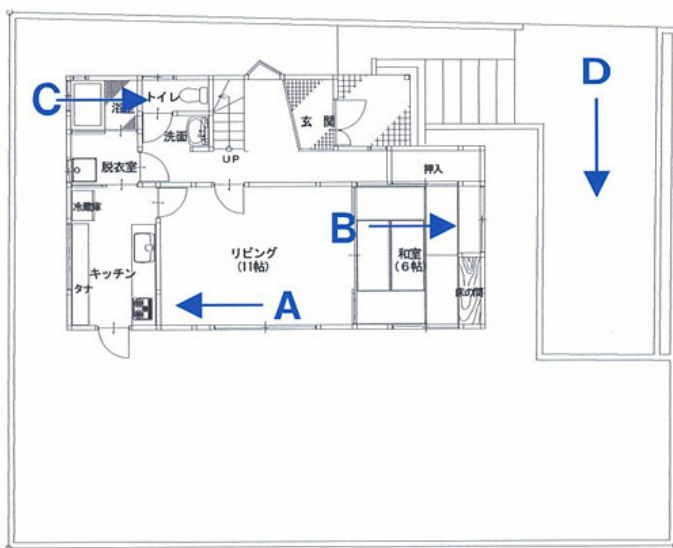 D
C
浴室
トイレ
洗面
玄関
UP
脱衣室
押入
冷蔵庫
B
リビング
(11帖)
和室
(6帖)
キッチン
タナ
床の間
A